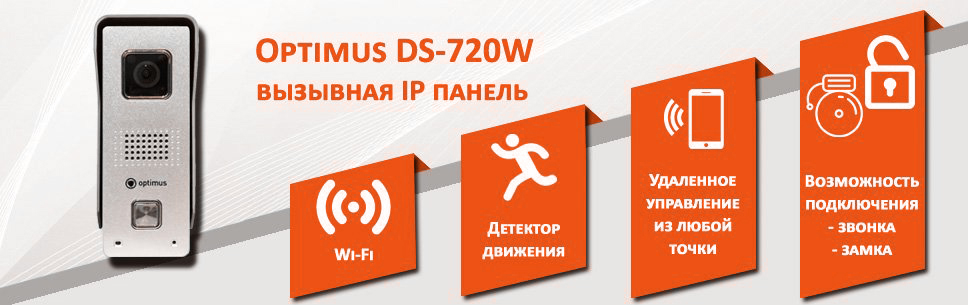 Optimus DS-720W
вызывная IP панель
optimus
Wi-Fi
Детектор
движения
Удаленное
управление
из любой
точки
Возможность
подключения
- звонка
- замка